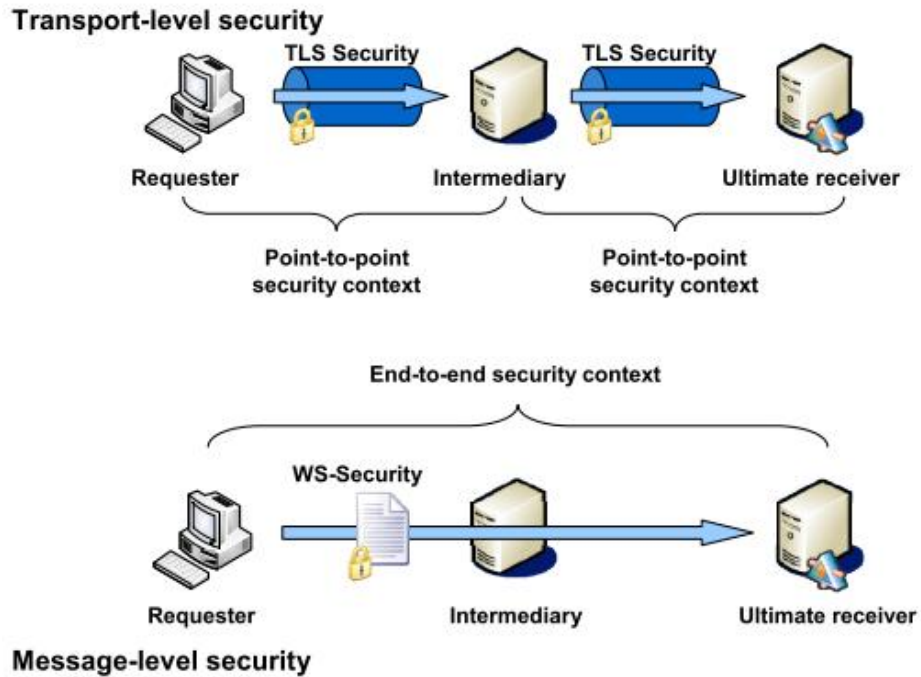 Transport-level security
TLS Security
TLS Security
Requester
Intermediary
Ultimate receiver
Point-to-point
security context
Point-to-point
security context
End-to-end security context
WS-Security
Requester
Intermediary
Ultimate receiver
Message-level security